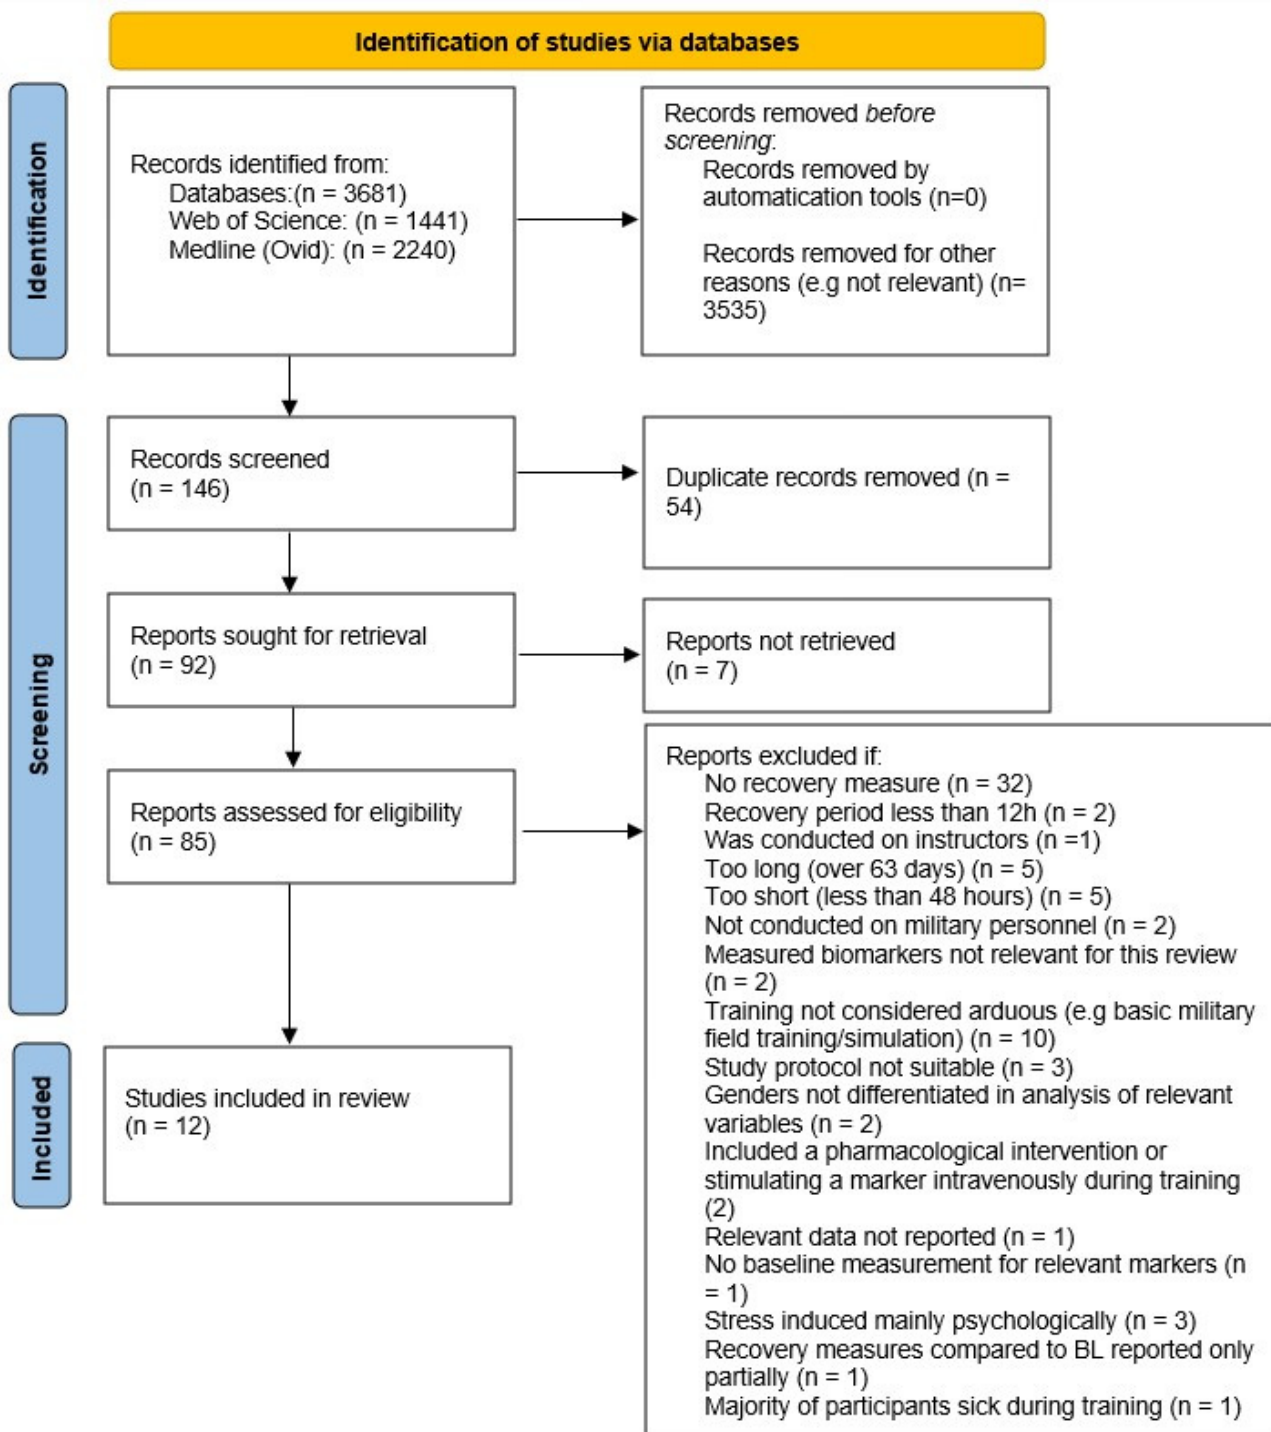 Identification of studies via databases
Identification
Records identified from:
Databases:(n = 3681)
Web of Science: (n = 1441)
Medline (Ovid): (n = 2240)
Records removed before
screening:
Records removed by
automatication tools (n=0)
Records removed for other
reasons (e.g not relevant) (n=
3535)
Screening
Records screened
(n = 146)
Duplicate records removed (n =
54)
Reports sought for retrieval
(n = 92)
Reports not retrieved
(n = 7)
Reports assessed for eligibility
(n = 85)
Reports excluded if:
No recovery measure (n = 32)
Recovery period less than 12h (n = 2)
Was conducted on instructors (n =1)
Too long (over 63 days) (n = 5)
Too short (less than 48 hours) (n = 5)
Not conducted on military personnel (n = 2)
Measured biomarkers not relevant for this review
(n = 2)
Training not considered arduous (e.g basic military
field training/simulation) (n = 10)
Study protocol not suitable (n = 3)
Genders not differentiated in analysis of relevant
variables (n = 2)
Included a pharmacological intervention or
stimulating a marker intravenously during training
(2)
Relevant data not reported (n = 1)
No baseline measurement for relevant markers (n
= 1)
Stress induced mainly psychologically (n = 3)
Recovery measures compared to BL reported only
partially (n = 1)
Majority of participants sick during training (n = 1)
Included
Studies included in review
(n = 12)